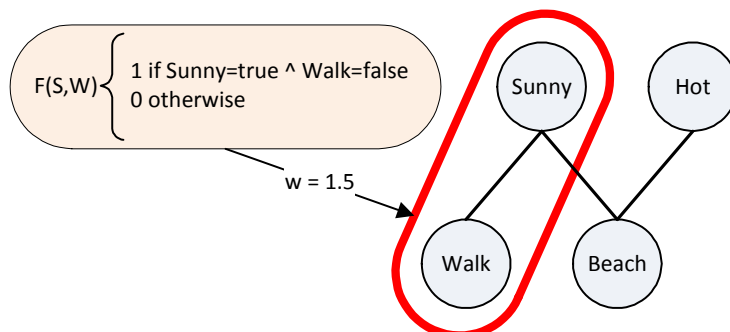 F(S,W)
1 if Sunny=true ^ Walk=false
0 otherwise
w = 1.5
Sunny
Hot
Walk
Beach